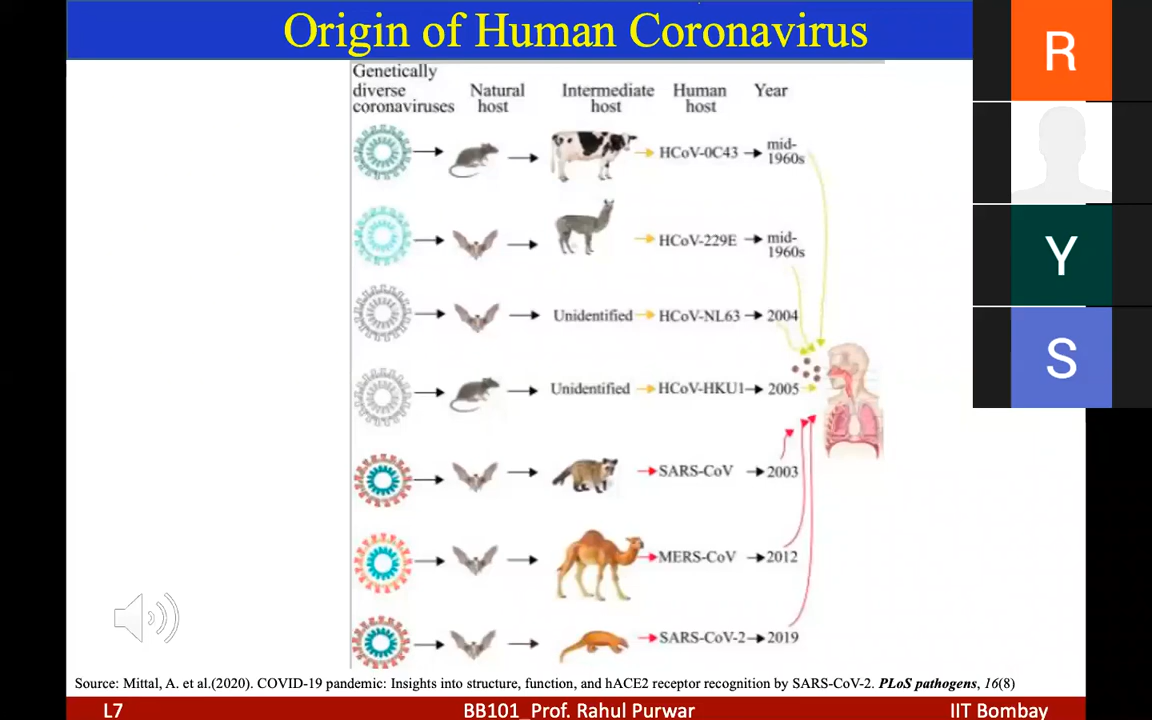 Origin of Human Coronavirus
Genetically
diverse
coronaviruses
Natural
host
Intermediate
host
Human
host
Year
HCoV-0C43
mid-
1960s
HCoV-229E
mid-
1960s
Unidentified
HCoV-NL63
2004
Unidentified
HCoV-HKU1
2005
SARS-CoV
2003
MERS-CoV
2012
SARS-CoV-2
2019
Source: Mittal, A. et al.(2020). COVID-19 pandemic: Insights into structure, function, and hACE2 receptor recognition by SARS-CoV-2. PLoS pathogens, 16(8)
L7
BB101_Prof. Rahul Purwar
IIT Bombay
R
Y
S